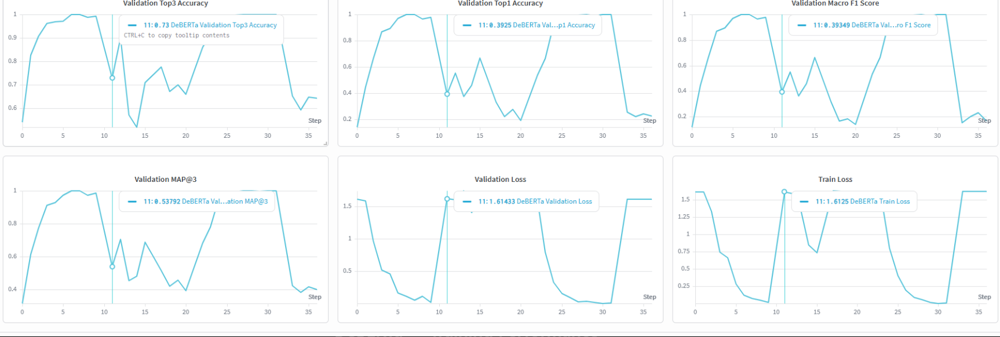 Validation Top3 Accuracy
1
0.9
0.8
0.7
0.6
11: 0.73 DeBERTa Validation Top3 Accuracy
CTRL+C to copy tooltip contents
Step
0 5 10 15 20 25 30 35
Validation Top1 Accuracy
1
0.8
0.6
0.4
0.2
11: 0.3925 DeBERTa Val...p1 Accuracy
Step
0 5 10 15 20 25 30 35
Validation Macro F1 Score
1
0.8
0.6
0.4
0.2
11: 0.39349 DeBERTa Val...ro F1 Score
Step
0 5 10 15 20 25 30 35
Validation MAP@3
1
0.8
0.6
0.4
11: 0.53792 DeBERTa Val...ation MAP@3
Step
0 5 10 15 20 25 30 35
Validation Loss
1.5
1
0.5
11: 1.61433 DeBERTa Validation Loss
Step
0 5 10 15 20 25 30 35
Train Loss
1.5
1.25
1
0.75
0.5
0.25
11: 1.6125 DeBERTa Train Loss
Step
0 5 10 15 20 25 30 35